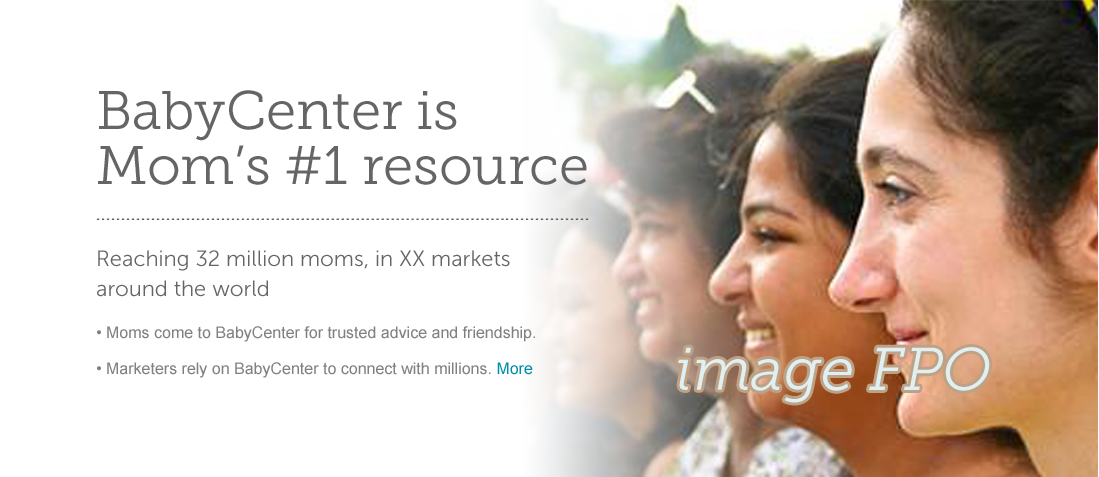 BabyCenter is
Mom’s #1 resource
Reaching 32 million moms, in XX markets
around the world
• Moms come to BabyCenter for trusted advice and friendship.
• Marketers rely on BabyCenter to connect with millions. More
image FPO